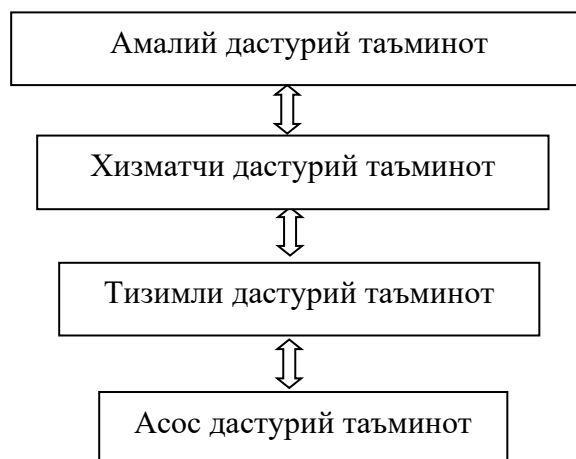 Амалий дастурий таъминот
Хизматчи дастурий таъминот
Тизимли дастурий таъминот
Асос дастурий таъминот